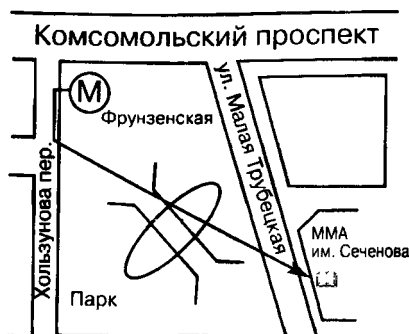 Комсомольский проспект
М
Фрунзенская
ул. Малая Трубецкая
Хользунова пер.
ММА
им. Сеченова
Парк